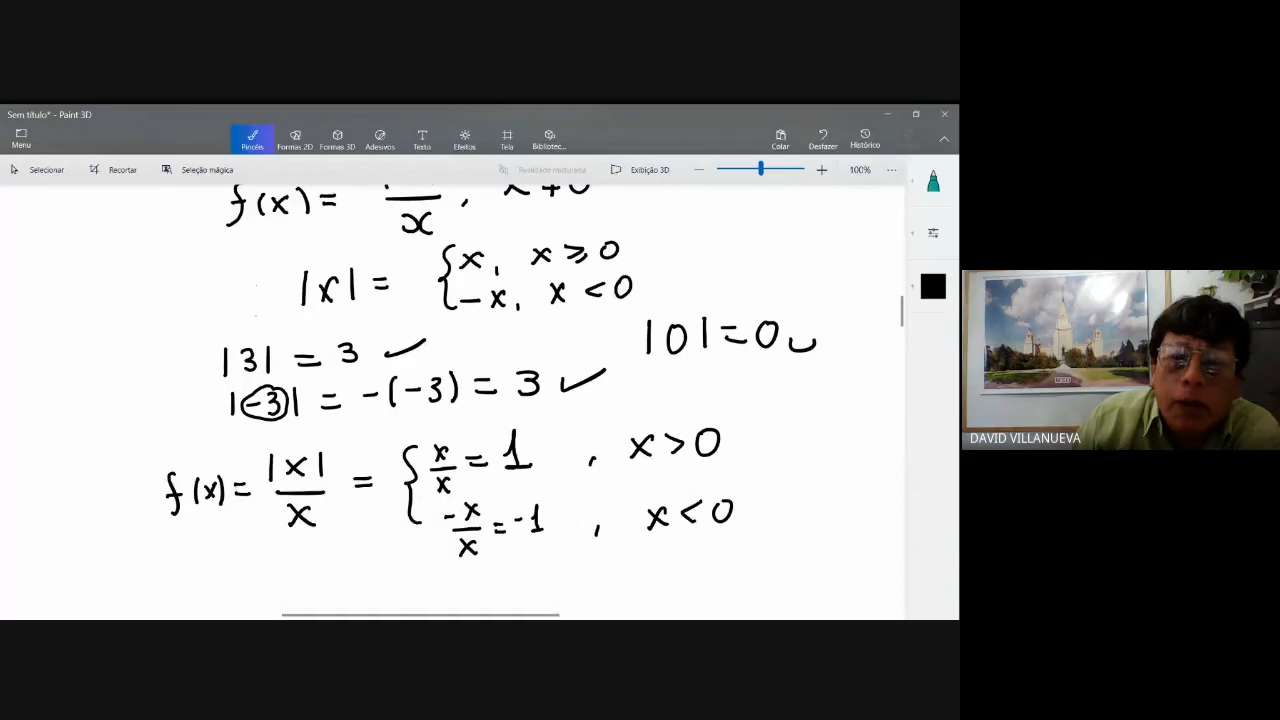 Sem título* - Paint 3D
Menu
Pincéis
Formas 2D
Formas 3D
Adesivos
Texto
Efeitos
Tela
Bibliotec...
Colar
Desfazer
Histórico
Selecionar
Recortar
Seleção mágica
Realidade misturada
Exibição 3D
100%
f(x) = / x ,
|x| = { x, x ≥ 0
-x, x < 0
|0| = 0
|3| = 3 ✓
|-3| = -(-3) = 3 ✓
f(x) = |x|/x = { x/x = 1 , x > 0
-x/x = -1 , x < 0
DAVID VILLANUEVA